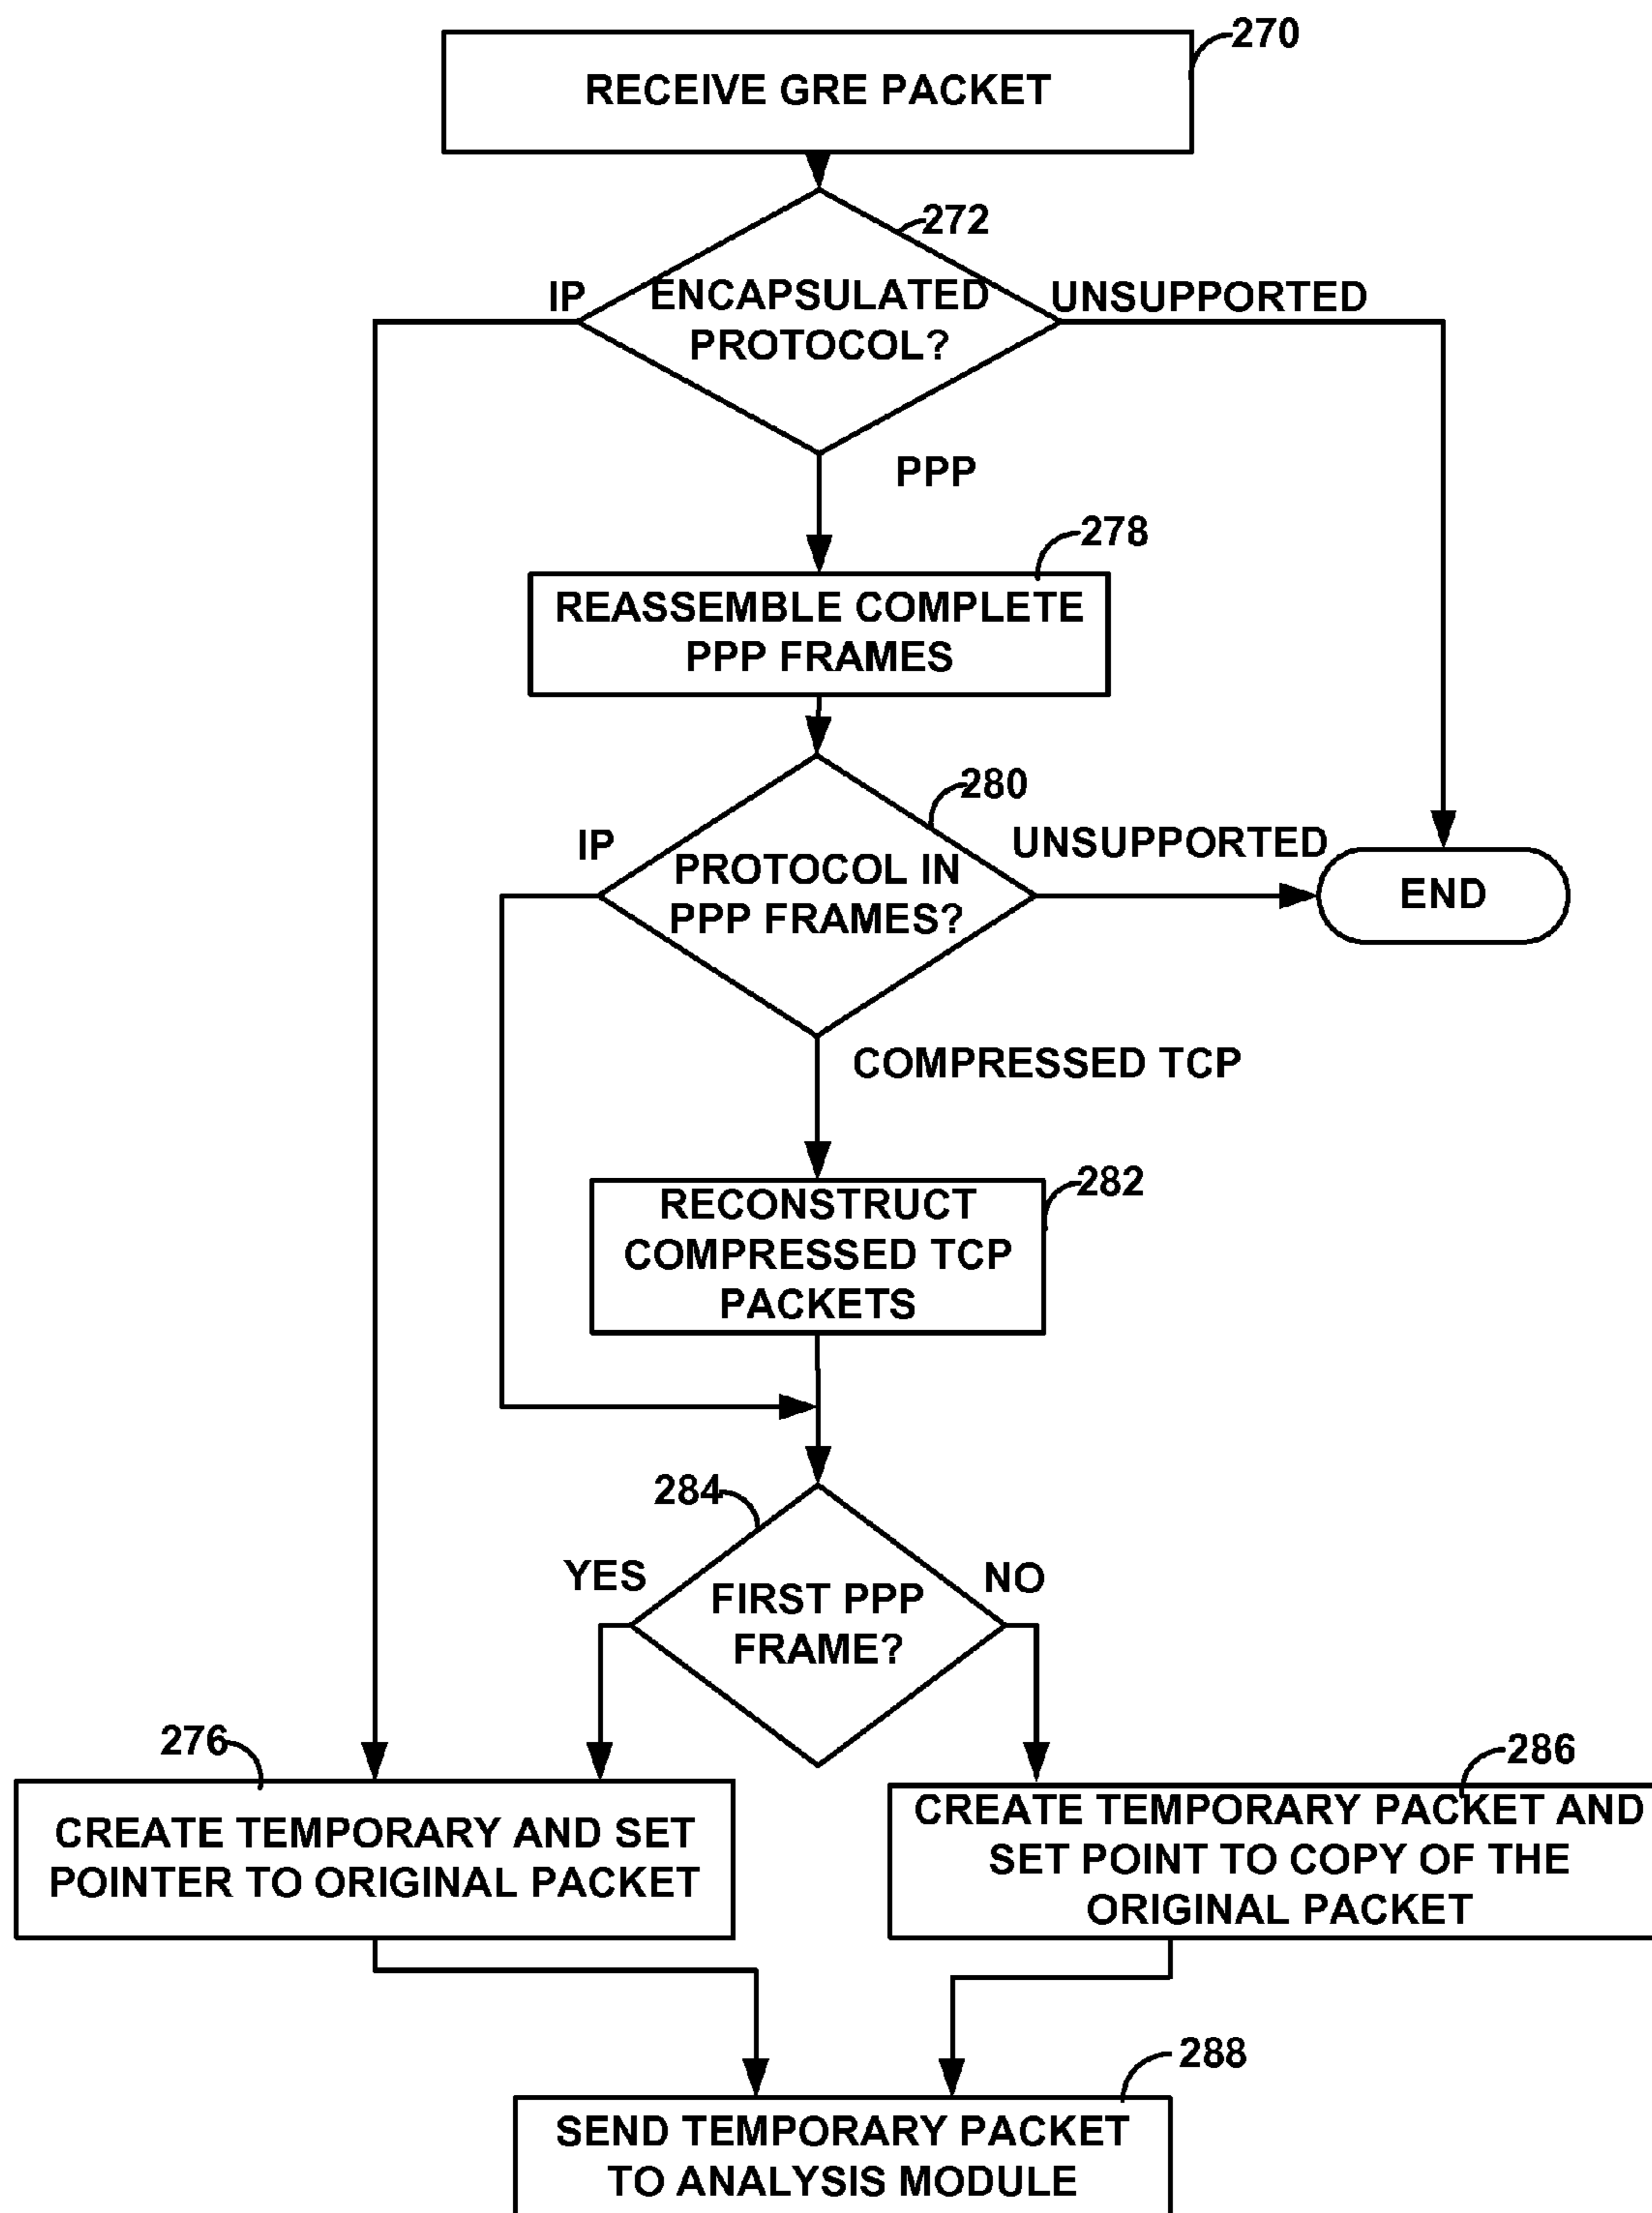 270
RECEIVE GRE PACKET
272
IP
ENCAPSULATED
PROTOCOL?
UNSUPPORTED
PPP
278
REASSEMBLE COMPLETE
PPP FRAMES
280
IP
PROTOCOL IN
PPP FRAMES?
UNSUPPORTED
END
COMPRESSED TCP
282
RECONSTRUCT
COMPRESSED TCP
PACKETS
284
YES
FIRST PPP
FRAME?
NO
276
CREATE TEMPORARY AND SET
POINTER TO ORIGINAL PACKET
286
CREATE TEMPORARY PACKET AND
SET POINT TO COPY OF THE
ORIGINAL PACKET
288
SEND TEMPORARY PACKET
TO ANALYSIS MODULE